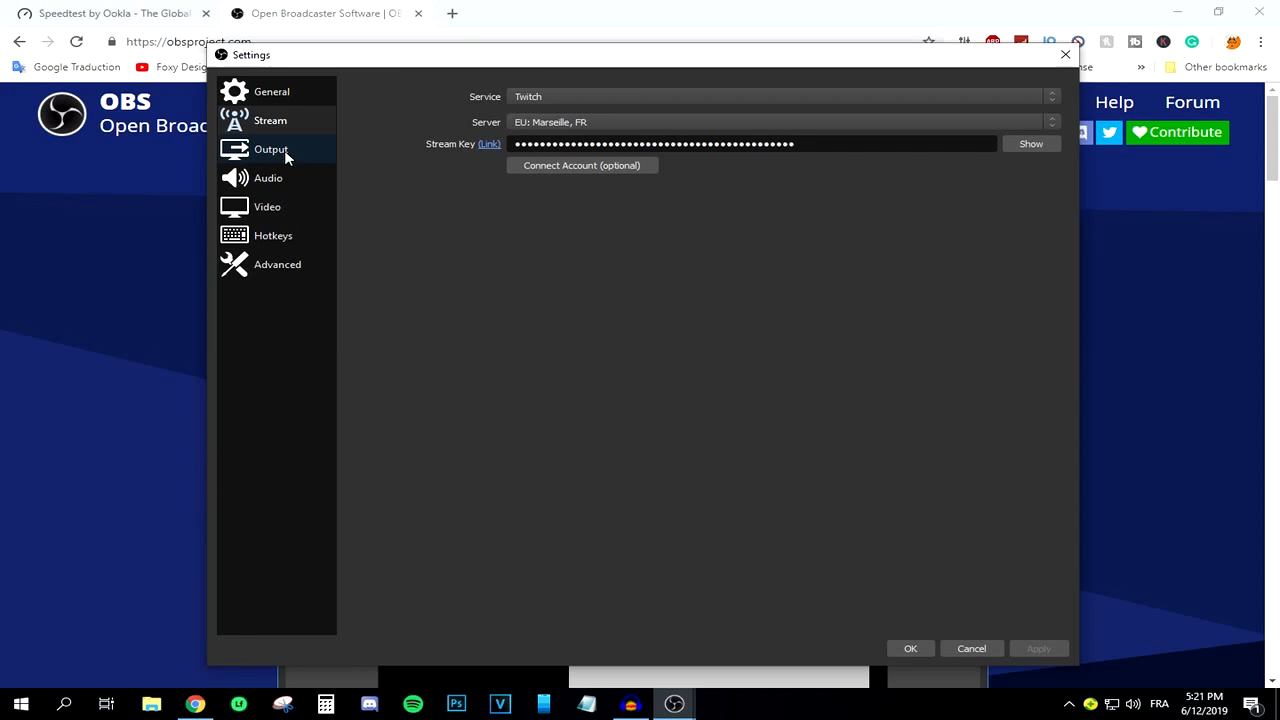 Speedtest by Ookla - The Global
Open Broadcaster Software | OB
https://obsproject.com
Google Traduction
Foxy Desig
Other bookmarks
OBS
Open Broad
Help
Forum
Contribute
Settings
General
Stream
Output
Audio
Video
Hotkeys
Advanced
Service
Twitch
Server
EU: Marseille, FR
Stream Key (Link)
Show
Connect Account (optional)
OK
Cancel
Apply
5:21 PM
FRA
6/12/2019